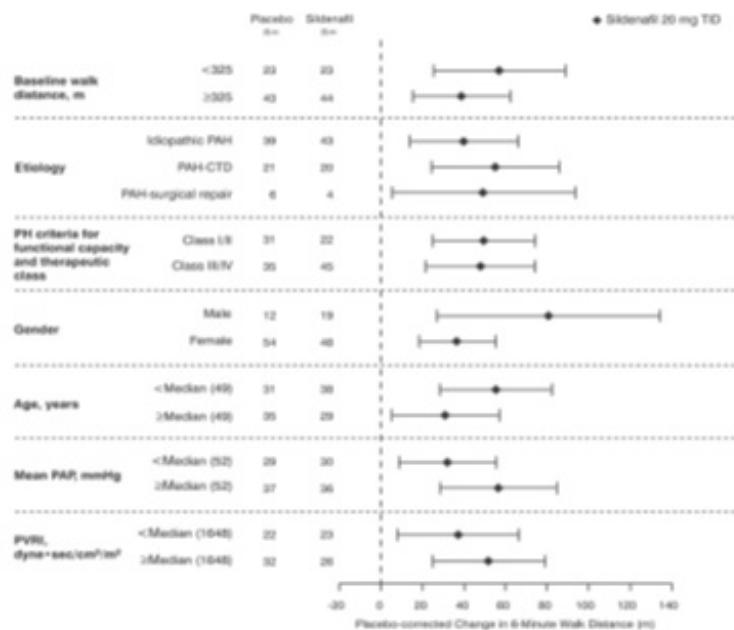 Placebo Sildenafil ◆ Sildenafil 20 mg TID
n= n=
Baseline walk distance, m
<325 23 23
≥325 43 44
Etiology
Idiopathic PAH 39 43
PAH-CTD 21 20
PAH-surgical repair 6 4
PH criteria for functional capacity and therapeutic class
Class I/II 31 22
Class III/IV 35 45
Gender
Male 12 19
Female 54 48
Age, years
<Median (49) 31 38
≥Median (49) 35 29
Mean PAP, mmHg
<Median (52) 29 30
≥Median (52) 37 36
PVRI, dyne•sec/cm⁵/m²
<Median (1648) 22 23
≥Median (1648) 32 26
-20 0 20 40 60 80 100 120 140
Placebo-corrected Change in 6-Minute Walk Distance (m)